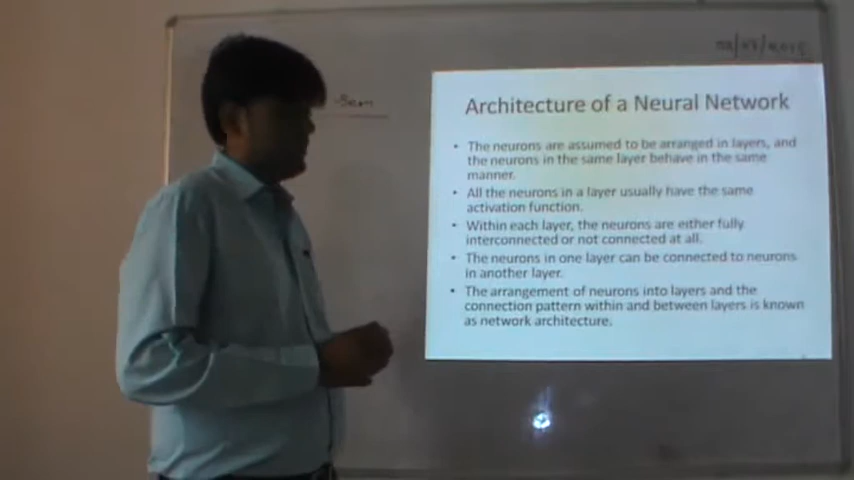 Architecture of a Neural Network
• The neurons are assumed to be arranged in layers, and
the neurons in the same layer behave in the same
manner.
• All the neurons in a layer usually have the same
activation function.
• Within each layer, the neurons are either fully
interconnected or not connected at all.
• The neurons in one layer can be connected to neurons
in another layer.
• The arrangement of neurons into layers and the
connection pattern within and between layers is known
as network architecture.